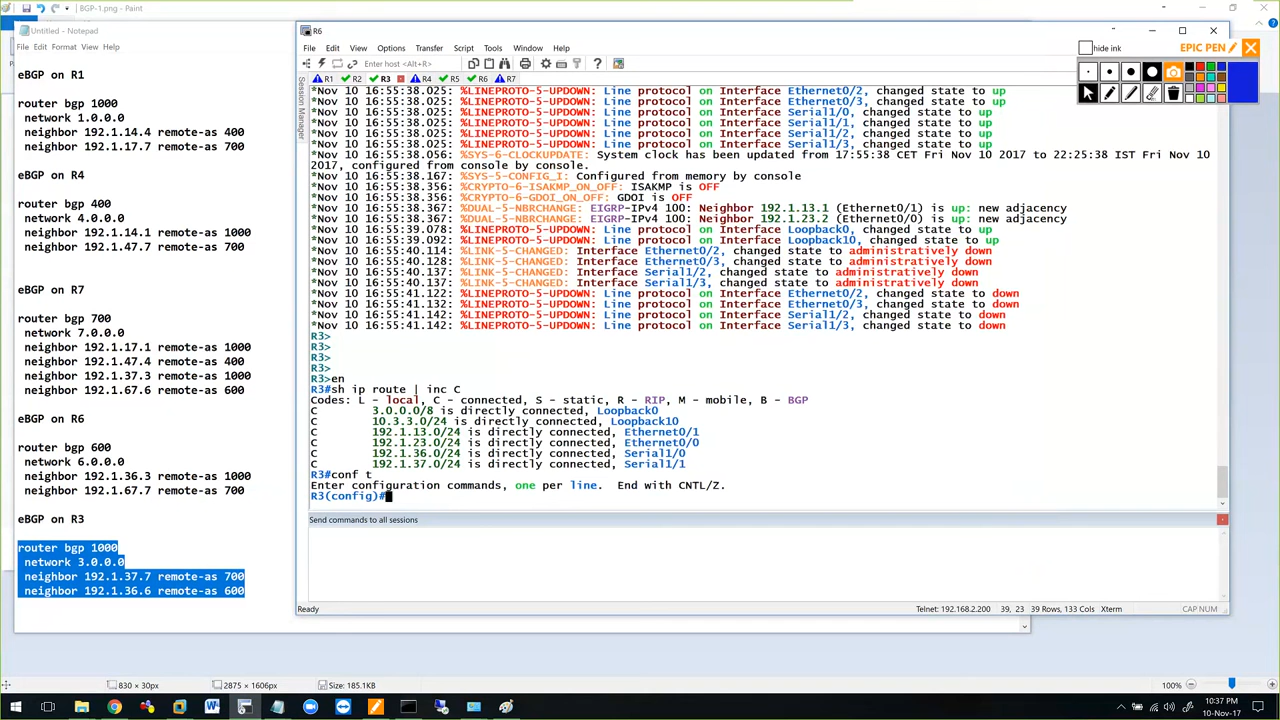 BGP-1.png - Paint
Untitled - Notepad
File Edit Format View Help
eBGP on R1
router bgp 1000
network 1.0.0.0
neighbor 192.1.14.4 remote-as 400
neighbor 192.1.17.7 remote-as 700
eBGP on R4
router bgp 400
network 4.0.0.0
neighbor 192.1.14.1 remote-as 1000
neighbor 192.1.47.7 remote-as 700
eBGP on R7
router bgp 700
network 7.0.0.0
neighbor 192.1.17.1 remote-as 1000
neighbor 192.1.47.4 remote-as 400
neighbor 192.1.37.3 remote-as 1000
neighbor 192.1.67.6 remote-as 600
eBGP on R6
router bgp 600
network 6.0.0.0
neighbor 192.1.36.3 remote-as 1000
neighbor 192.1.67.7 remote-as 700
eBGP on R3
router bgp 1000
network 3.0.0.0
neighbor 192.1.37.7 remote-as 700
neighbor 192.1.36.6 remote-as 600
R6
File Edit View Options Transfer Script Tools Window Help
Enter host <Alt+R>
hide ink
EPIC PEN
Session Manager
R1 R2 R3 R4 R5 R6 R7
*Nov 10 16:55:38.025: %LINEPROTO-5-UPDOWN: Line protocol on Interface Ethernet0/2, changed state to up
*Nov 10 16:55:38.025: %LINEPROTO-5-UPDOWN: Line protocol on Interface Ethernet0/3, changed state to up
*Nov 10 16:55:38.025: %LINEPROTO-5-UPDOWN: Line protocol on Interface Serial1/0, changed state to up
*Nov 10 16:55:38.025: %LINEPROTO-5-UPDOWN: Line protocol on Interface Serial1/1, changed state to up
*Nov 10 16:55:38.025: %LINEPROTO-5-UPDOWN: Line protocol on Interface Serial1/2, changed state to up
*Nov 10 16:55:38.025: %LINEPROTO-5-UPDOWN: Line protocol on Interface Serial1/3, changed state to up
*Nov 10 16:55:38.056: %SYS-6-CLOCKUPDATE: System clock has been updated from 17:55:38 CET Fri Nov 10 2017 to 22:25:38 IST Fri Nov 10
2017, configured from console by console.
*Nov 10 16:55:38.167: %SYS-5-CONFIG_I: Configured from memory by console
*Nov 10 16:55:38.356: %CRYPTO-6-ISAKMP_ON_OFF: ISAKMP is OFF
*Nov 10 16:55:38.356: %CRYPTO-6-GDOI_ON_OFF: GDOI is OFF
*Nov 10 16:55:38.367: %DUAL-5-NBRCHANGE: EIGRP-IPv4 100: Neighbor 192.1.13.1 (Ethernet0/1) is up: new adjacency
*Nov 10 16:55:38.367: %DUAL-5-NBRCHANGE: EIGRP-IPv4 100: Neighbor 192.1.23.2 (Ethernet0/0) is up: new adjacency
*Nov 10 16:55:39.078: %LINEPROTO-5-UPDOWN: Line protocol on Interface Loopback0, changed state to up
*Nov 10 16:55:39.092: %LINEPROTO-5-UPDOWN: Line protocol on Interface Loopback10, changed state to up
*Nov 10 16:55:40.114: %LINK-5-CHANGED: Interface Ethernet0/2, changed state to administratively down
*Nov 10 16:55:40.128: %LINK-5-CHANGED: Interface Ethernet0/3, changed state to administratively down
*Nov 10 16:55:40.137: %LINK-5-CHANGED: Interface Serial1/2, changed state to administratively down
*Nov 10 16:55:40.142: %LINK-5-CHANGED: Interface Serial1/3, changed state to administratively down
*Nov 10 16:55:41.122: %LINEPROTO-5-UPDOWN: Line protocol on Interface Ethernet0/2, changed state to down
*Nov 10 16:55:41.132: %LINEPROTO-5-UPDOWN: Line protocol on Interface Ethernet0/3, changed state to down
*Nov 10 16:55:41.142: %LINEPROTO-5-UPDOWN: Line protocol on Interface Serial1/2, changed state to down
*Nov 10 16:55:41.142: %LINEPROTO-5-UPDOWN: Line protocol on Interface Serial1/3, changed state to down
R3>
R3>
R3>
R3>
R3>en
R3#sh ip route | inc C
Codes: L - local, C - connected, S - static, R - RIP, M - mobile, B - BGP
C 3.0.0.0/8 is directly connected, Loopback0
C 10.3.3.0/24 is directly connected, Loopback10
C 192.1.13.0/24 is directly connected, Ethernet0/1
C 192.1.23.0/24 is directly connected, Ethernet0/0
C 192.1.36.0/24 is directly connected, Serial1/0
C 192.1.37.0/24 is directly connected, Serial1/1
R3#conf t
Enter configuration commands, one per line. End with CNTL/Z.
R3(config)#
Send commands to all sessions
Ready
Telnet: 192.168.2.200 39, 23 39 Rows, 133 Cols Xterm CAP NUM
830 × 30px 2875 × 1606px Size: 185.1KB 100%
10:37 PM
10-Nov-17